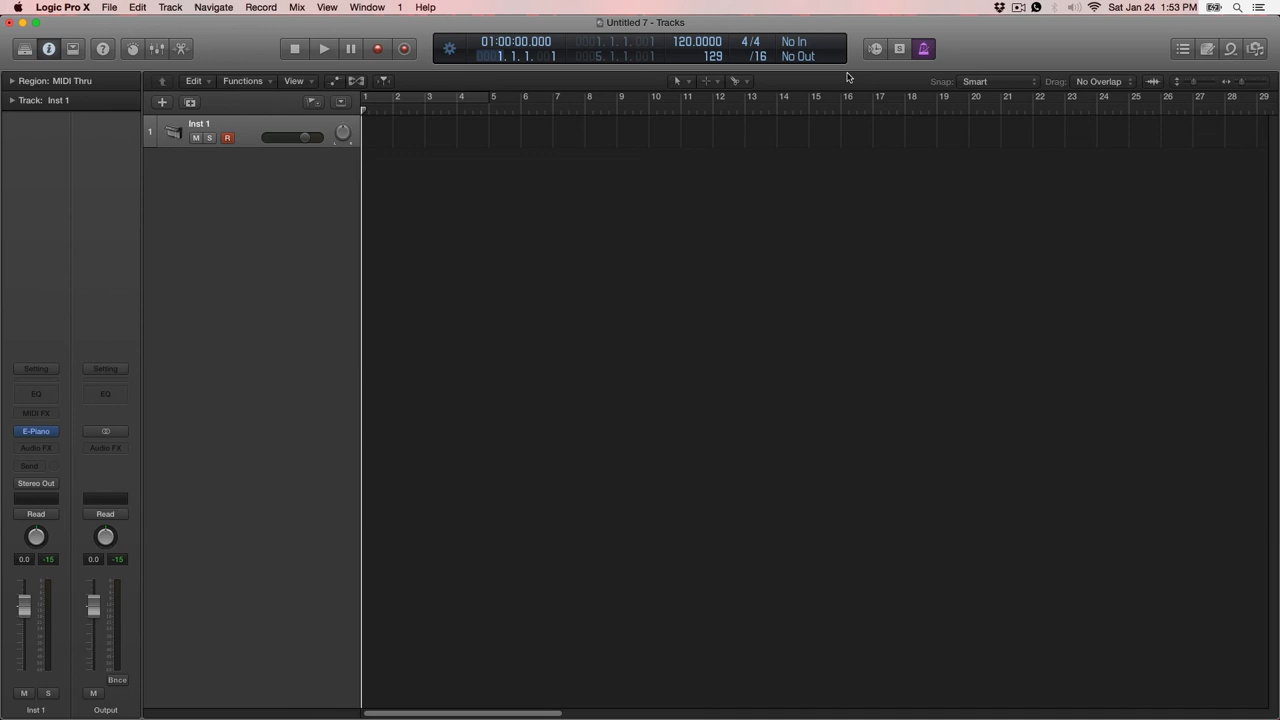 Logic Pro X File Edit Track Navigate Record Mix View Window 1 Help Sat Jan 24 1:53 PM
Untitled 7 - Tracks
01:00:00.000 0001. 1. 1. 001 120.0000 4/4 No In
0001. 1. 1. 001 0005. 1. 1. 001 129 /16 No Out
Region: MIDI Thru Edit Functions View Snap: Smart Drag: No Overlap
Track: Inst 1
1 2 3 4 5 6 7 8 9 10 11 12 13 14 15 16 17 18 19 20 21 22 23 24 25 26 27 28 29
Inst 1
1
M S R
Setting Setting
EQ EQ
MIDI FX
E-Piano
Audio FX Audio FX
Send
Stereo Out
Read Read
0.0 -15 0.0 -15
Bnce
M S M
Inst 1 Output